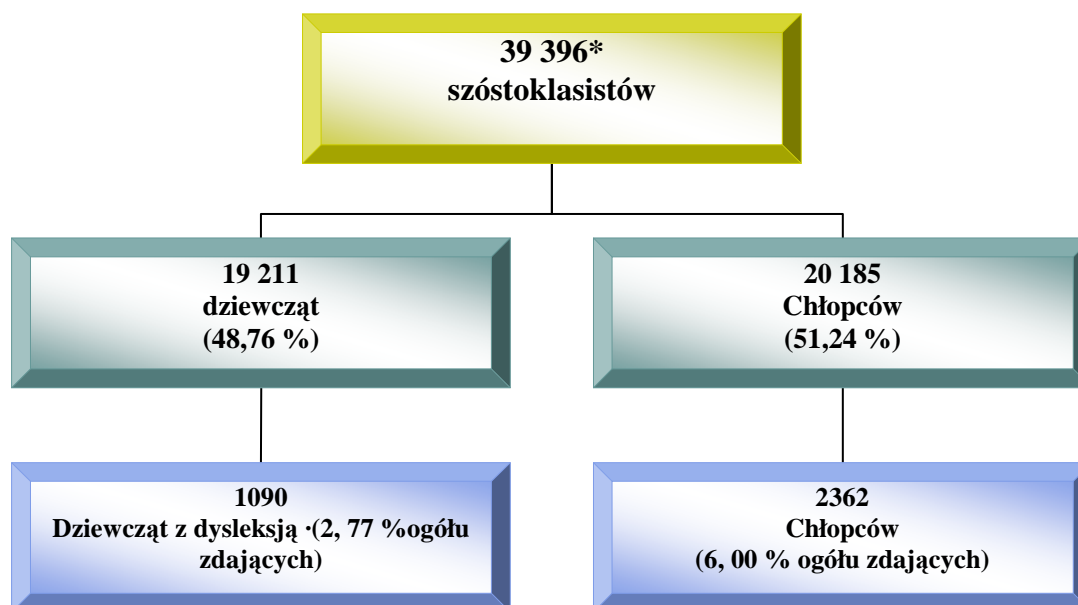 39 396*
szóstoklasistów
19 211
dziewcząt
(48,76 %)
20 185
Chłopców
(51,24 %)
1090
Dziewcząt z dysleksją ·(2, 77 %ogółu
zdających)
2362
Chłopców
(6, 00 % ogółu zdających)